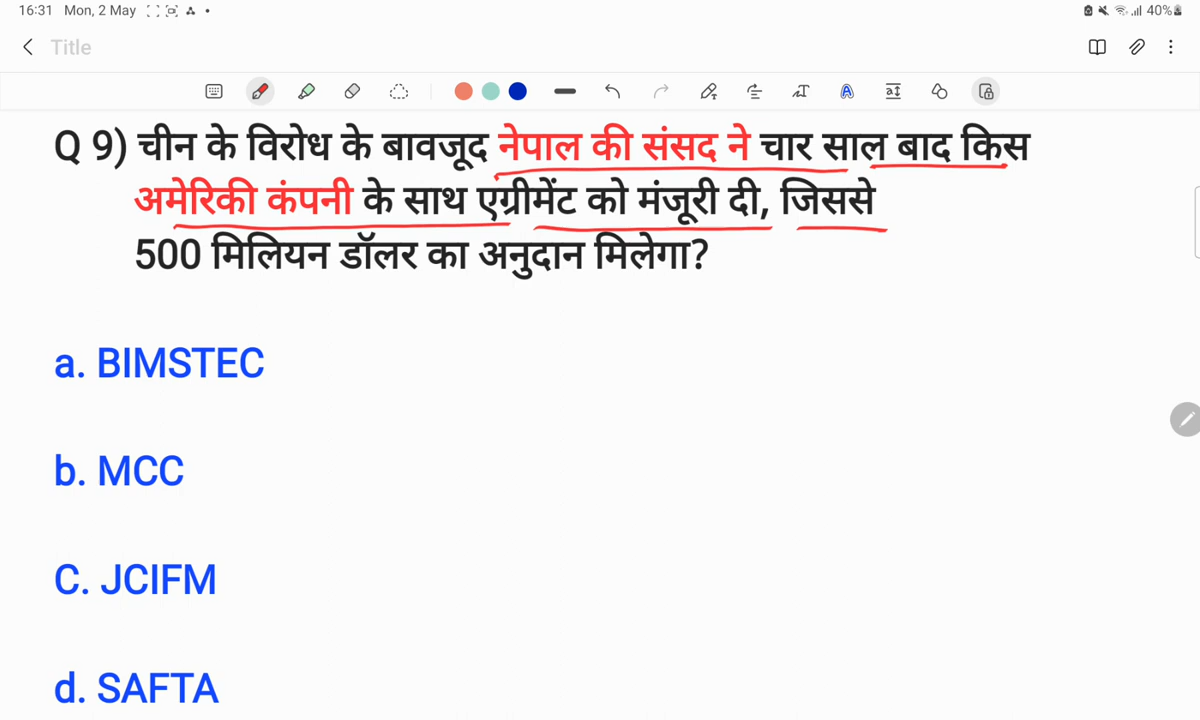 16:31 Mon, 2 May
40%
Title
Q 9) चीन के विरोध के बावजूद नेपाल की संसद ने चार साल बाद किस
अमेरिकी कंपनी के साथ एग्रीमेंट को मंजूरी दी, जिससे
500 मिलियन डॉलर का अनुदान मिलेगा?
a. BIMSTEC
b. MCC
C. JCIFM
d. SAFTA